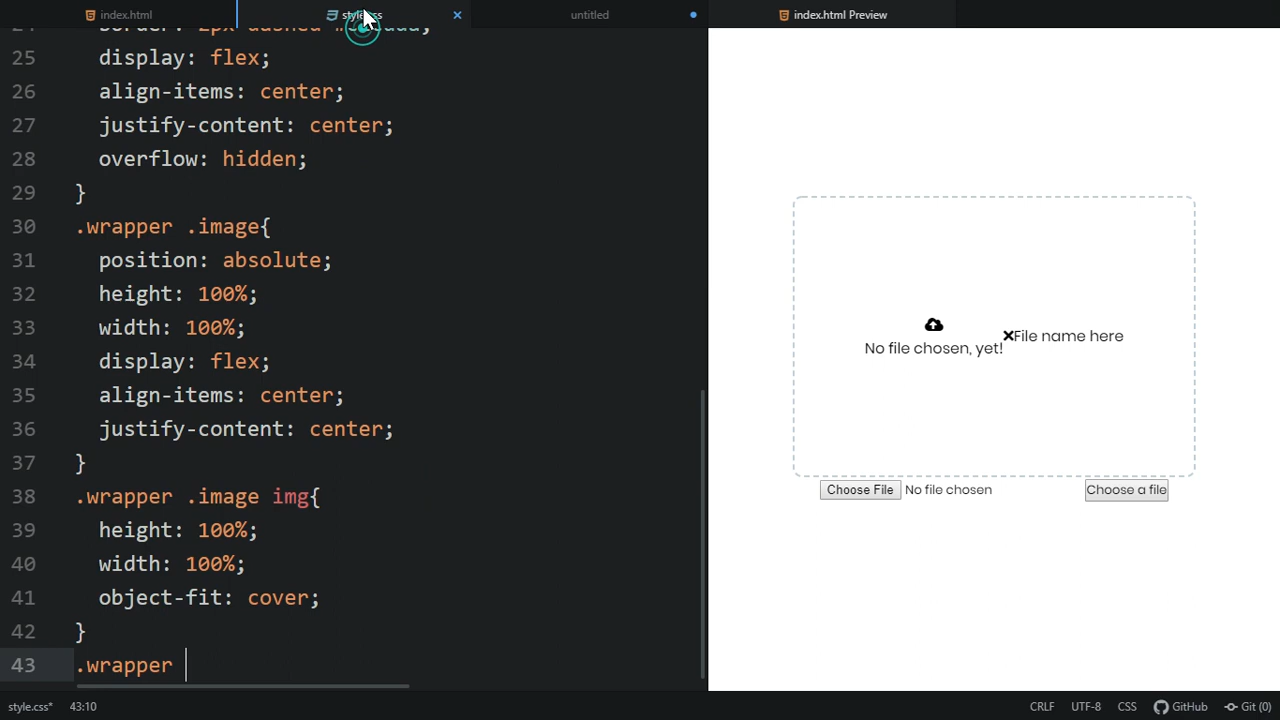 index.html
style.css
untitled
index.html Preview
25 display: flex;
26 align-items: center;
27 justify-content: center;
28 overflow: hidden;
29 }
30 .wrapper .image{
31 position: absolute;
32 height: 100%;
33 width: 100%;
34 display: flex;
35 align-items: center;
36 justify-content: center;
37 }
38 .wrapper .image img{
39 height: 100%;
40 width: 100%;
41 object-fit: cover;
42 }
43 .wrapper
No file chosen, yet!
File name here
Choose File No file chosen
Choose a file
style.css* 43:10
CRLF UTF-8 CSS GitHub Git (0)